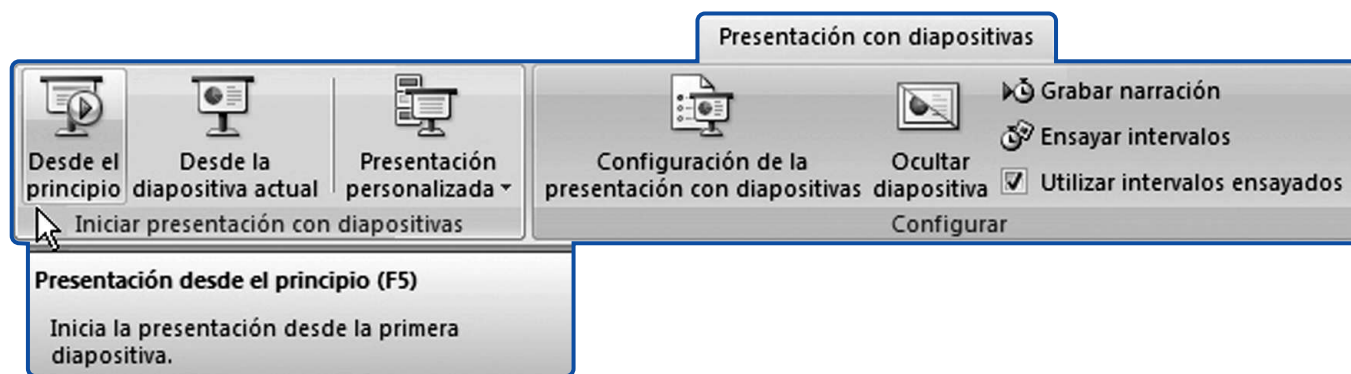 Presentación con diapositivas
Desde el
principio
Desde la
diapositiva actual
Presentación
personalizada
Iniciar presentación con diapositivas
Configuración de la
presentación con diapositivas
Ocultar
diapositiva
Grabar narración
Ensayar intervalos
Utilizar intervalos ensayados
Configurar
Presentación desde el principio (F5)
Inicia la presentación desde la primera
diapositiva.